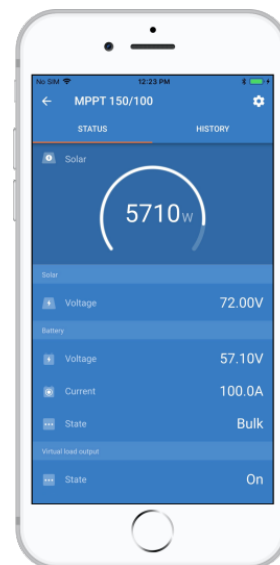 No SIM 12:23 PM
← MPPT 150/100
STATUS HISTORY
Solar
5710W
Solar
Voltage 72.00V
Battery
Voltage 57.10V
Current 100.0A
State Bulk
Virtual load output
State On